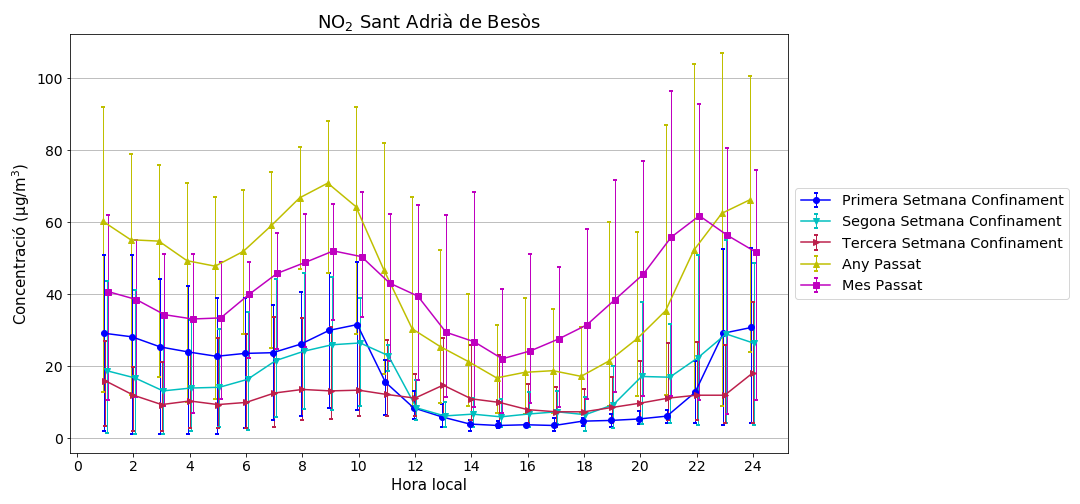 NO₂ Sant Adrià de Besòs
Concentració (µg/m³)
100
80
60
40
20
0
0 2 4 6 8 10 12 14 16 18 20 22 24
Hora local
Primera Setmana Confinament
Segona Setmana Confinament
Tercera Setmana Confinament
Any Passat
Mes Passat